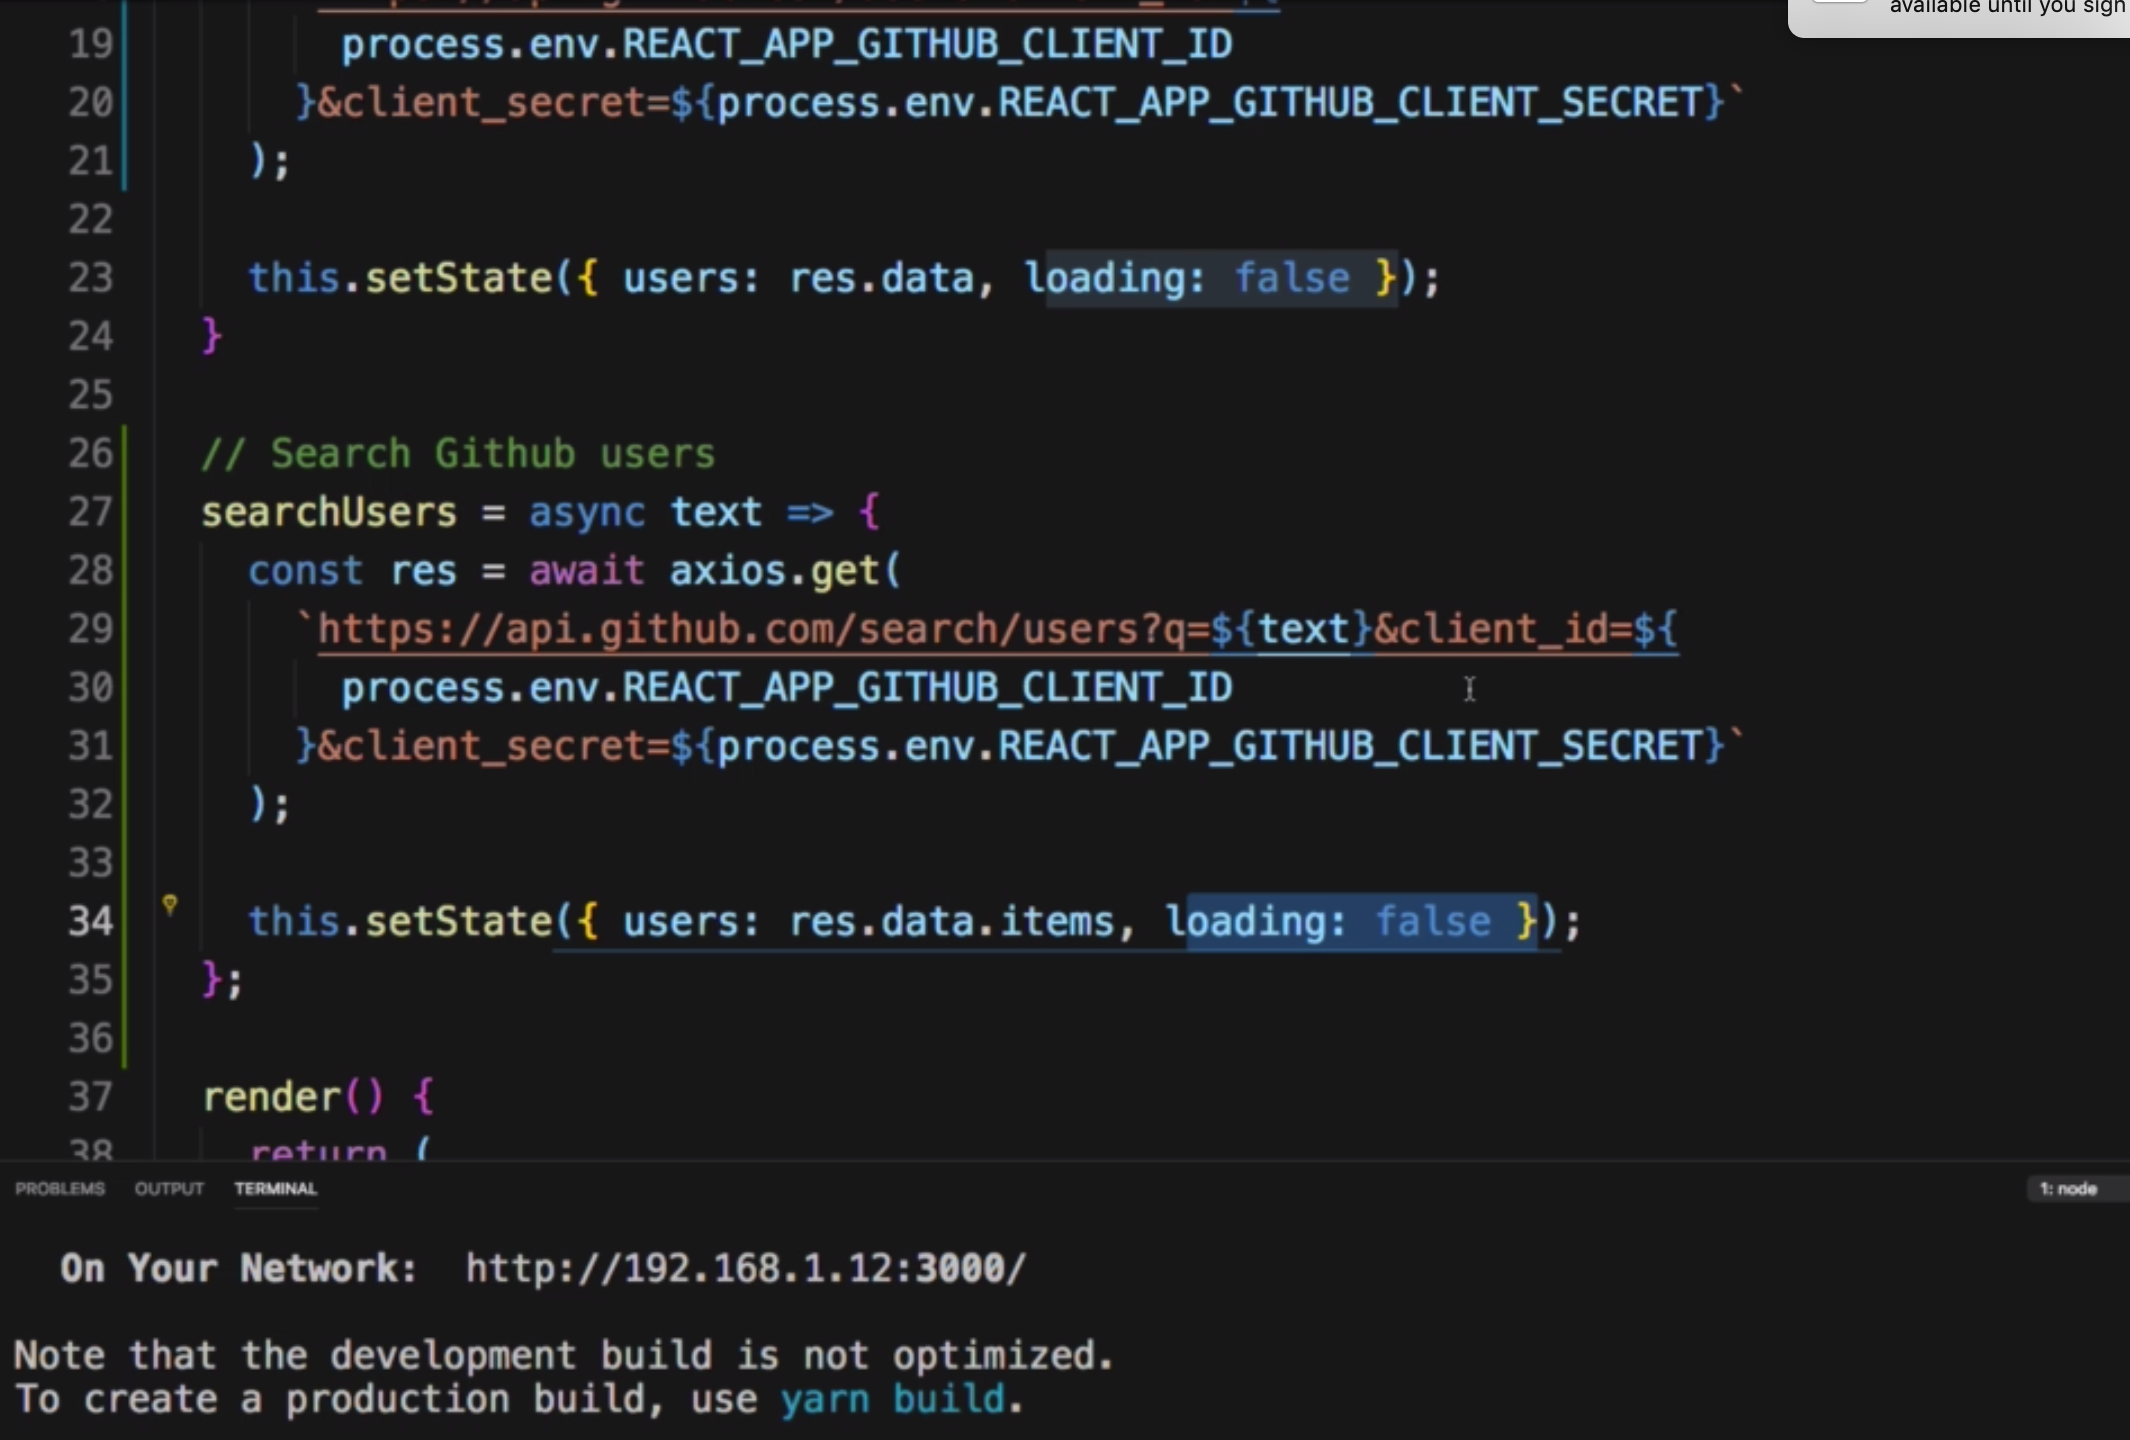 available until you sign
19 process.env.REACT_APP_GITHUB_CLIENT_ID
20 }&client_secret=${process.env.REACT_APP_GITHUB_CLIENT_SECRET}`
21 );
22
23 this.setState({ users: res.data, loading: false });
24 }
25
26 // Search Github users
27 searchUsers = async text => {
28 const res = await axios.get(
29 `https://api.github.com/search/users?q=${text}&client_id=${
30 process.env.REACT_APP_GITHUB_CLIENT_ID
31 }&client_secret=${process.env.REACT_APP_GITHUB_CLIENT_SECRET}`
32 );
33
34 this.setState({ users: res.data.items, loading: false });
35 };
36
37 render() {
38 return (
PROBLEMS OUTPUT TERMINAL 1: node
On Your Network: http://192.168.1.12:3000/
Note that the development build is not optimized.
To create a production build, use yarn build.